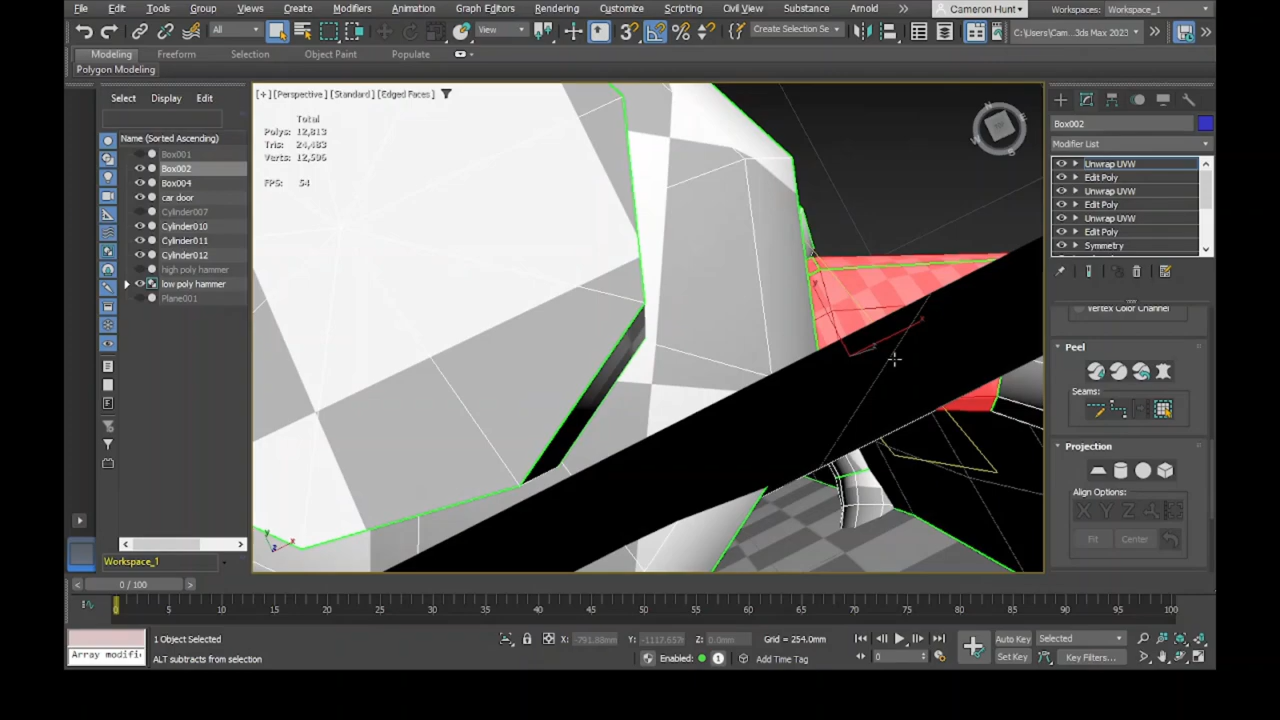 File Edit Tools Group Views Create Modifiers Animation Graph Editors Rendering Customize Scripting Civil View Substance Arnold Cameron Hunt Workspaces: Workspace_1
All View Create Selection Se C:\Users\Cam...3ds Max 2023
Modeling Freeform Selection Object Paint Populate
Polygon Modeling
Select Display Edit
Name (Sorted Ascending)
Box001
Box002
Box004
car door
Cylinder007
Cylinder010
Cylinder011
Cylinder012
high poly hammer
low poly hammer
Plane001
Workspace_1
[+] [Perspective] [Standard] [Edged Faces]
Total
Polys: 12,813
Tris: 24,483
Verts: 12,596
FPS: 54
Box002
Modifier List
Unwrap UVW
Edit Poly
Unwrap UVW
Edit Poly
Unwrap UVW
Edit Poly
Symmetry
Vertex Color Channel
Peel
Seams:
Projection
Align Options:
X Y Z
Fit Center
0 / 100
0 5 10 15 20 25 30 35 40 45 50 55 60 65 70 75 80 85 90 95 100
1 Object Selected X: -791.88mm Y: -1117.657m Z: 0.0mm Grid = 254.0mm Auto Key Selected
Array modifi ALT subtracts from selection Enabled: 1 Add Time Tag 0 Set Key Key Filters...